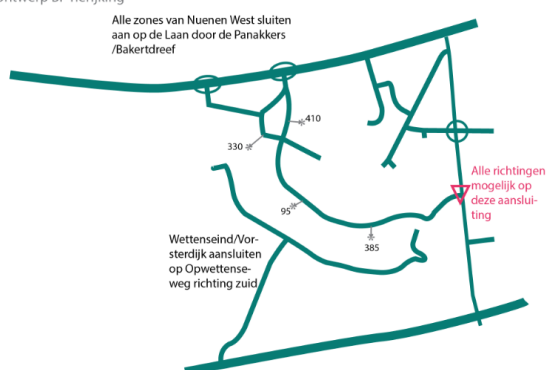 Alle zones van Nuenen West sluiten
aan op de Laan door de Panakkers
/Bakertdreef
410
330
Alle richtingen
mogelijk op
deze aanslui-
ting
95
385
Wettenseind/Vor-
sterdijk aansluiten
op Opwettense-
weg richting zuid